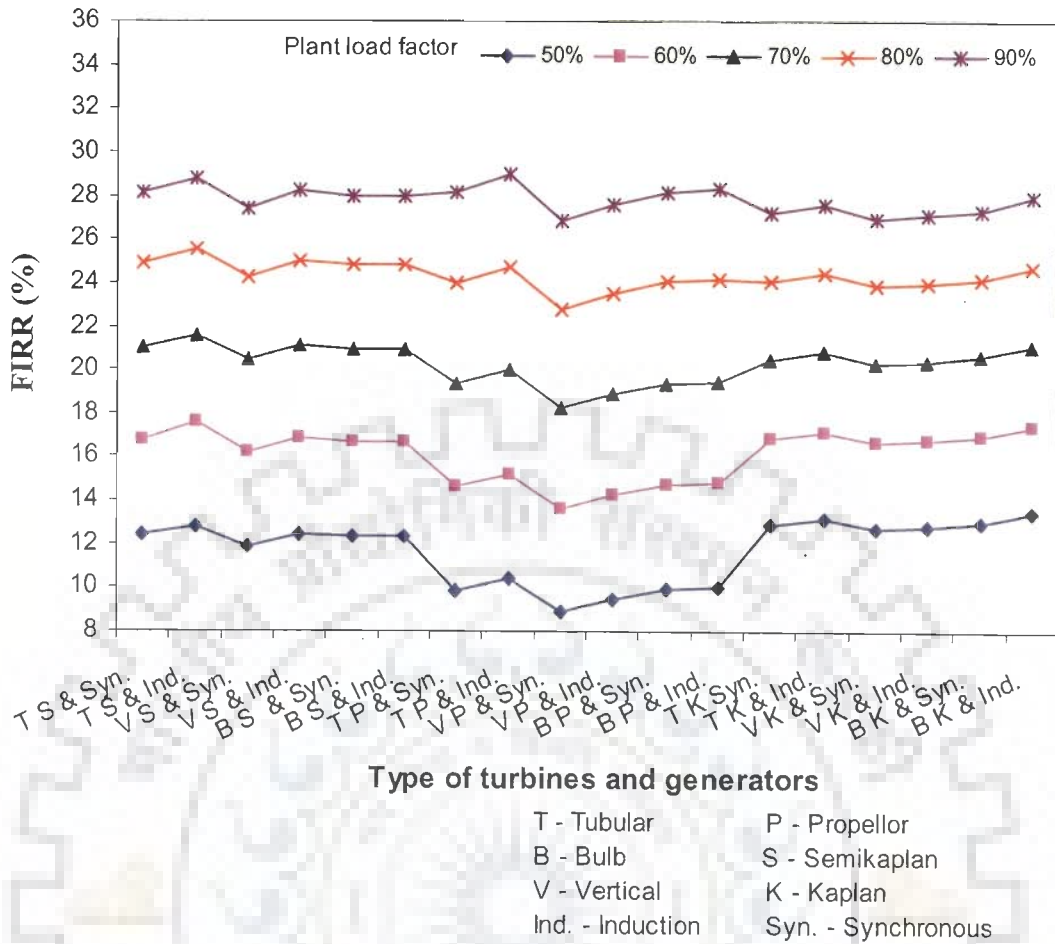 36
34
32
30
28
26
24
22
20
18
16
14
12
10
8
FIRR (%)
Plant load factor 50% 60% 70% 80% 90%
T S & Syn.
T S & Ind.
V S & Syn.
V S & Ind.
B S & Syn.
B S & Ind.
T P & Syn.
T P & Ind.
V P & Syn.
V P & Ind.
B P & Syn.
B P & Ind.
T K Syn.
T K & Ind.
VK & Syn.
VK & Ind.
BK & Syn.
B K & Ind.
Type of turbines and generators
T - Tubular P - Propellor
B - Bulb S - Semikaplan
V - Vertical K - Kaplan
Ind. - Induction Syn. - Synchronous